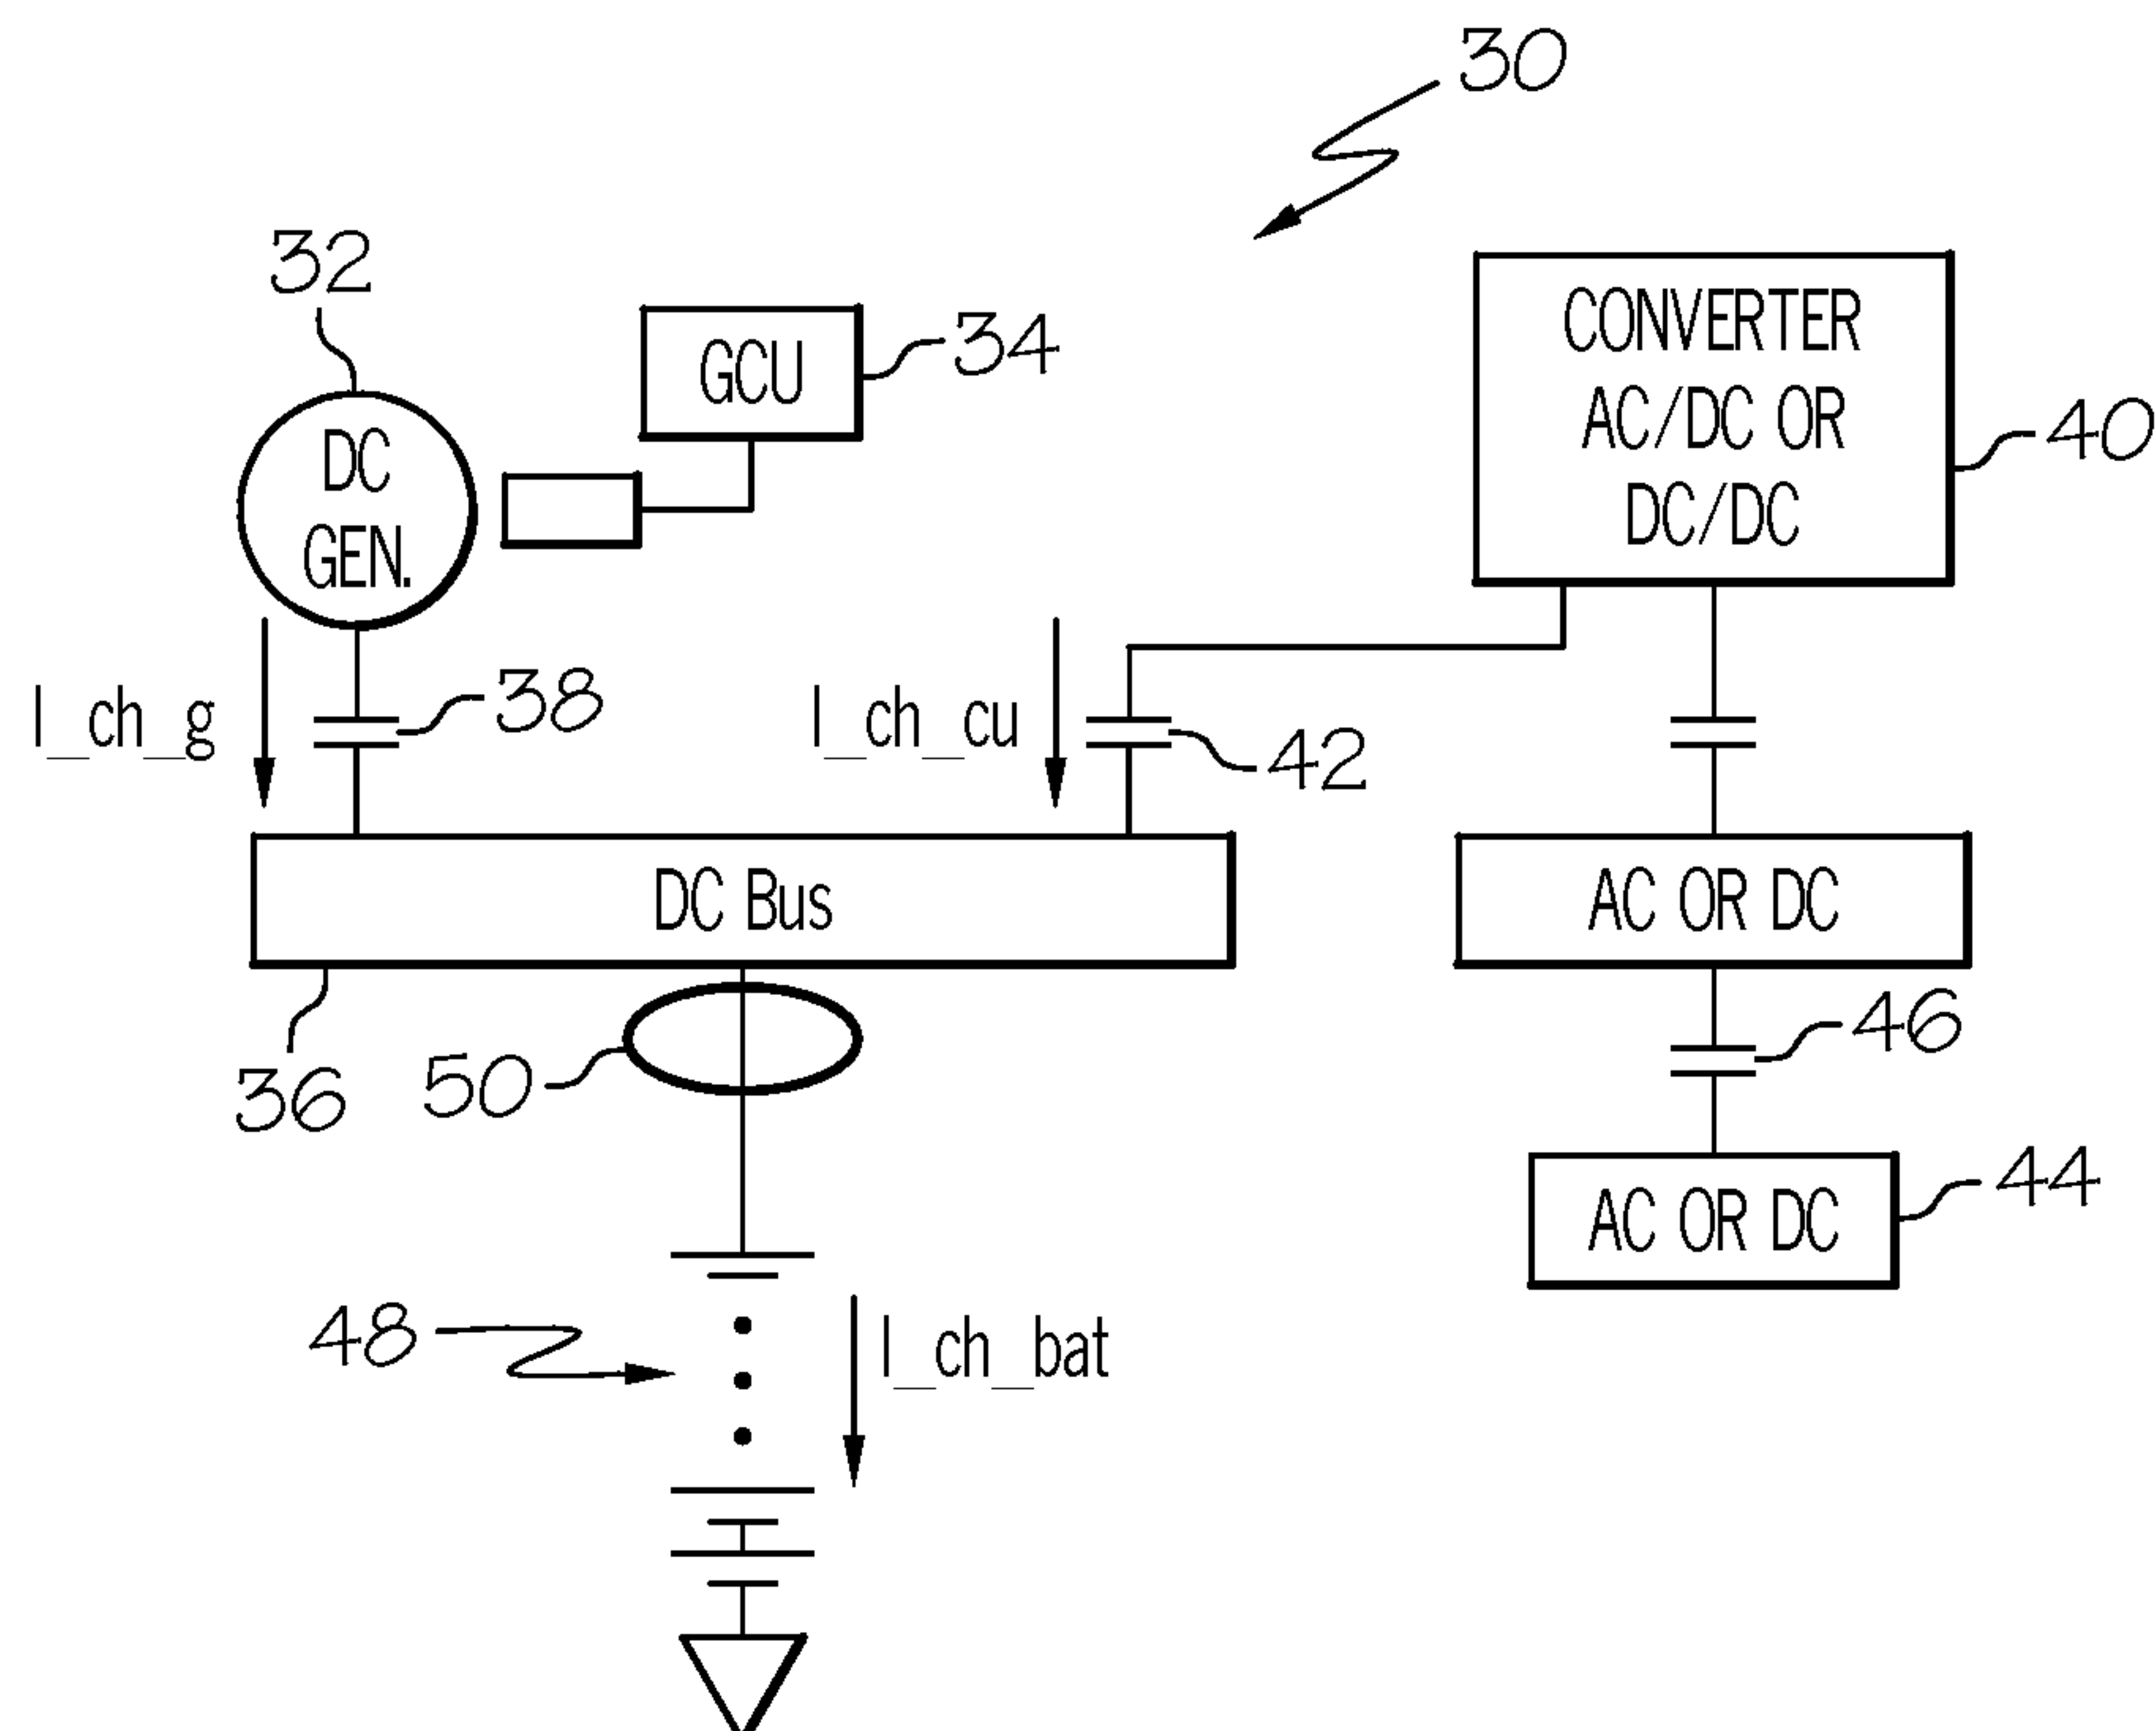 30
32
DC
GEN.
GCU
34
CONVERTER
AC/DC OR
DC/DC
40
I_ch_g
38
I_ch_cu
42
DC Bus
AC OR DC
36
50
46
AC OR DC
44
48
I_ch_bat